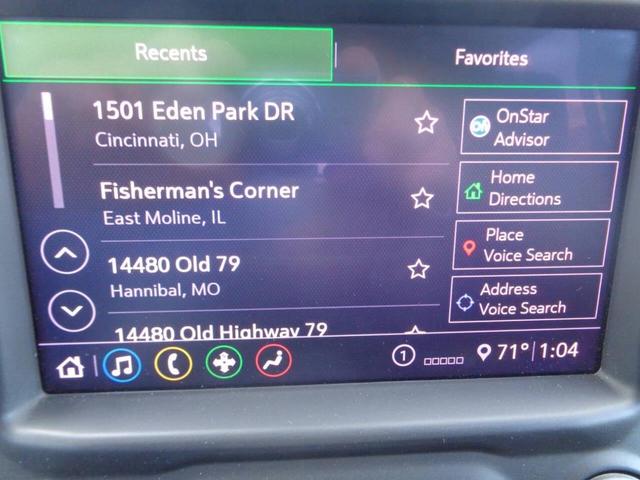 Recents
Favorites
1501 Eden Park DR
Cincinnati, OH
Fisherman's Corner
East Moline, IL
14480 Old 79
Hannibal, MO
14480 Old Highway 79
OnStar
Advisor
Home
Directions
Place
Voice Search
Address
Voice Search
1
71° 1:04